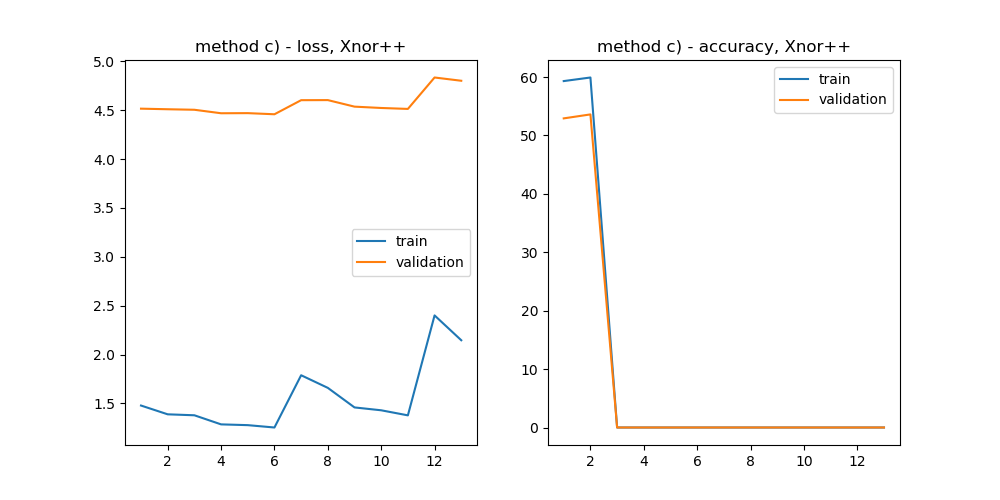 method c) - loss, Xnor++
5.0
4.5
4.0
3.5
3.0
2.5
2.0
1.5
2 4 6 8 10 12
train
validation
method c) - accuracy, Xnor++
60
50
40
30
20
10
0
2 4 6 8 10 12
train
validation